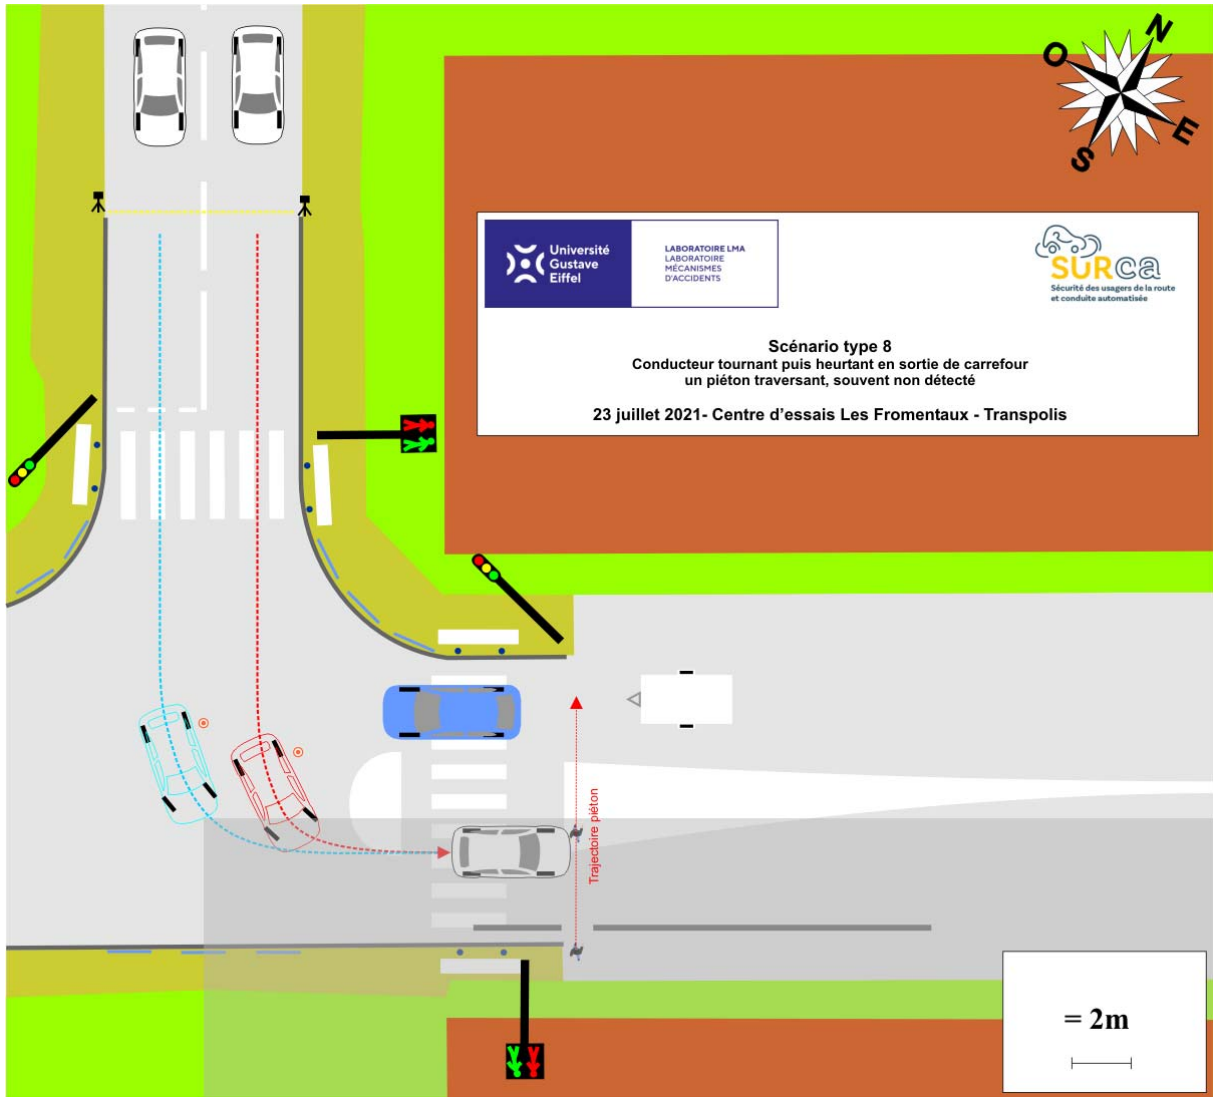 N
O
E
S
Université
Gustave
Eiffel
LABORATOIRE LMA
LABORATOIRE
MÉCANISMES
D'ACCIDENTS
SURca
Sécurité des usagers de la route
et conduite automatisée
Scénario type 8
Conducteur tournant puis heurtant en sortie de carrefour
un piéton traversant, souvent non détecté
23 juillet 2021- Centre d'essais Les Fromentaux - Transpolis
Trajectoire piéton
= 2m